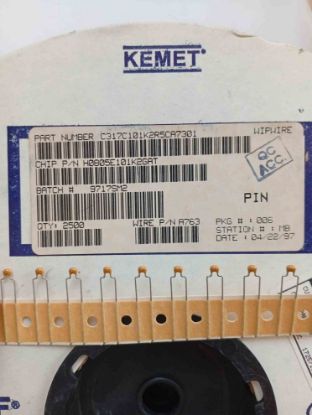 KEMET
PART NUMBER C317C101K2R5CA7301 WIPWIRE
CHIP P/N H0805E101K2GAT
QC
ACC.
BATCH # 9717SM2
PIN
QTY: 2500 WIRE P/N A763 PKG # : 006
STATION # : MB
DATE : 04/22/97